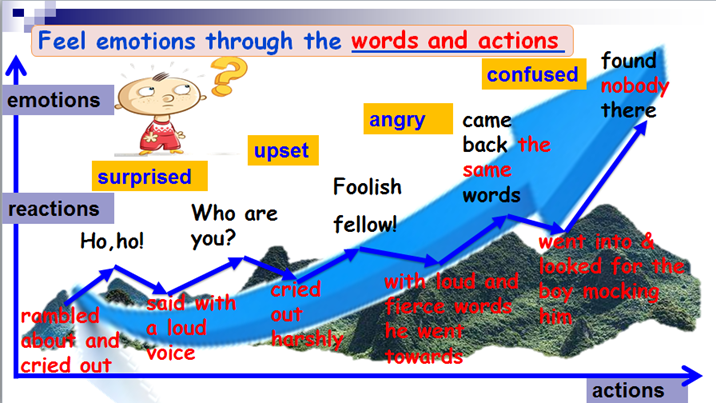 Feel emotions through the words and actions
emotions
confused
found
nobody
there
angry
came
back the
same
words
upset
surprised
Foolish
fellow!
reactions
Who are
you?
Ho,ho!
rambled
about and
cried out
said with
a loud
voice
cried
out
harshly
with loud and
fierce words
he went
towards
went into &
looked for the
boy mocking
him
actions